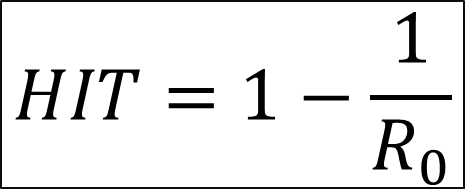 HIT = 1 − 1/R₀